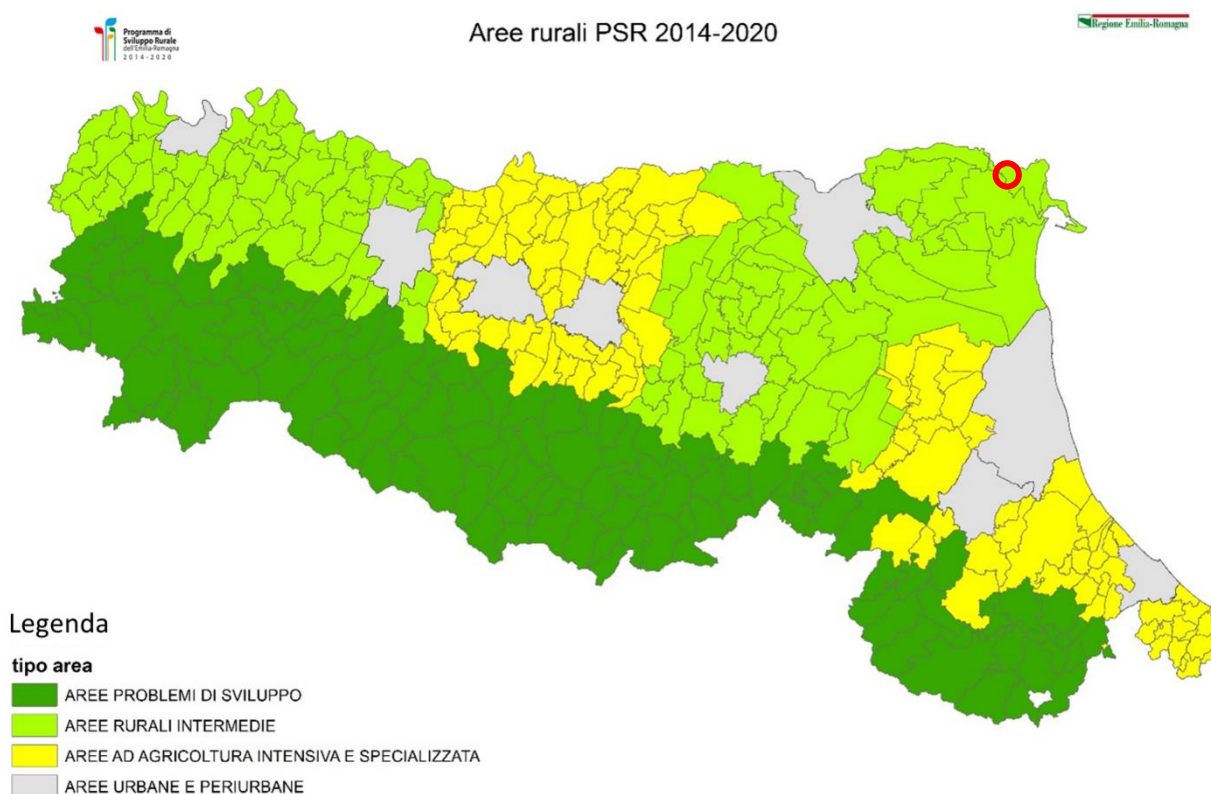 Programma di
Sviluppo Rurale
dell'Emilia-Romagna
2014-2020
Aree rurali PSR 2014-2020
Regione Emilia-Romagna
Legenda
tipo area
AREE PROBLEMI DI SVILUPPO
AREE RURALI INTERMEDIE
AREE AD AGRICOLTURA INTENSIVA E SPECIALIZZATA
AREE URBANE E PERIURBANE